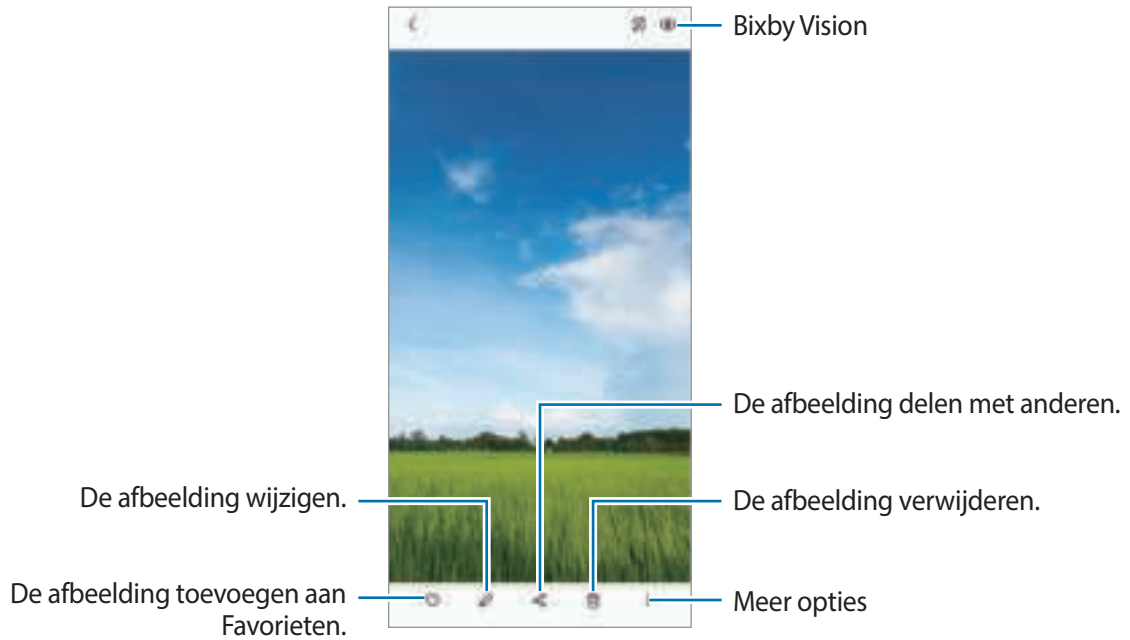 Bixby Vision
De afbeelding delen met anderen.
De afbeelding wijzigen.
De afbeelding verwijderen.
De afbeelding toevoegen aan
Favorieten.
Meer opties